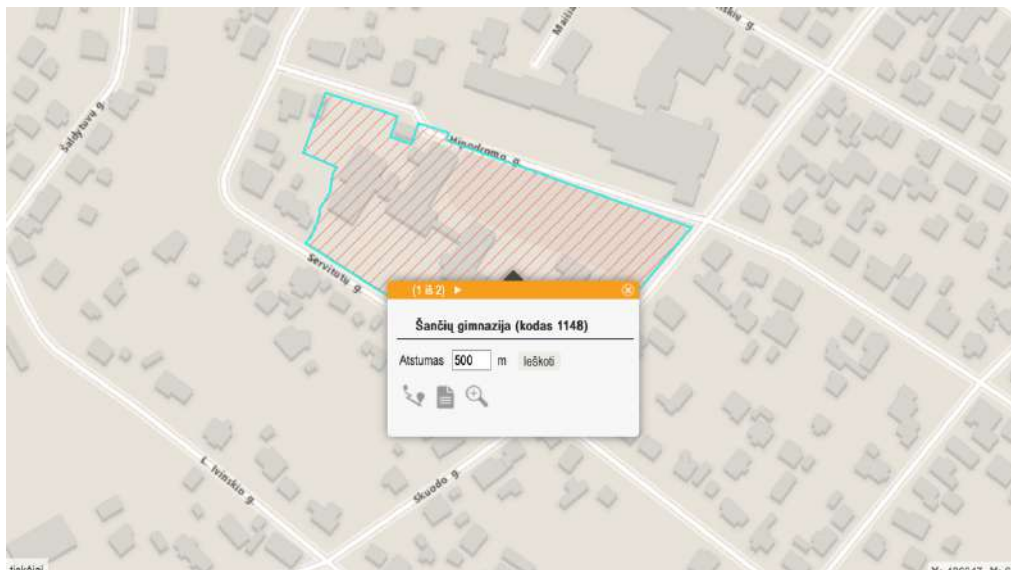 Šaldytuvų g.
Hipodromo g.
Servitutų g.
(1 iš 2)
Šančių gimnazija (kodas 1148)
Atstumas 500 m Ieškoti
L. Ivinskio g.
Skuodo g.